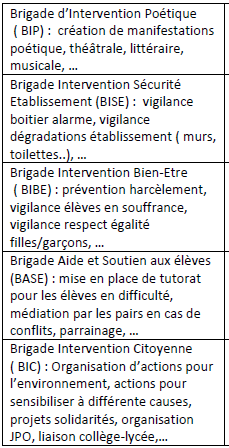 Brigade d’Intervention Poétique
( BIP) :  création de manifestations
poétique, théâtrale, littéraire,
musicale, …
Brigade Intervention Sécurité
Etablissement (BISE) :  vigilance
boitier alarme, vigilance
dégradations établissement ( murs,
toilettes..), …
Brigade Intervention Bien-Etre
( BIBE) : prévention harcèlement,
vigilance élèves en souffrance,
vigilance respect égalité
filles/garçons, …
Brigade Aide et Soutien aux élèves
(BASE) : mise en place de tutorat
pour les élèves en difficulté,
médiation par les pairs en cas de
conflits, parrainage, …
Brigade Intervention Citoyenne
( BIC) : Organisation d’actions pour
l’environnement, actions pour
sensibiliser à différente causes,
projets solidarités, organisation
JPO, liaison collège-lycée,…